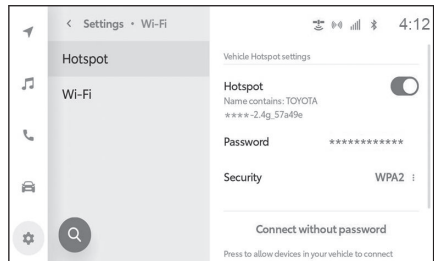 < Settings • Wi-Fi
4:12
Hotspot
Wi-Fi
Vehicle Hotspot settings
Hotspot
Name contains: TOYOTA
****-2.4g_57a49e
Password ************
Security WPA2
Connect without password
Press to allow devices in your vehicle to connect